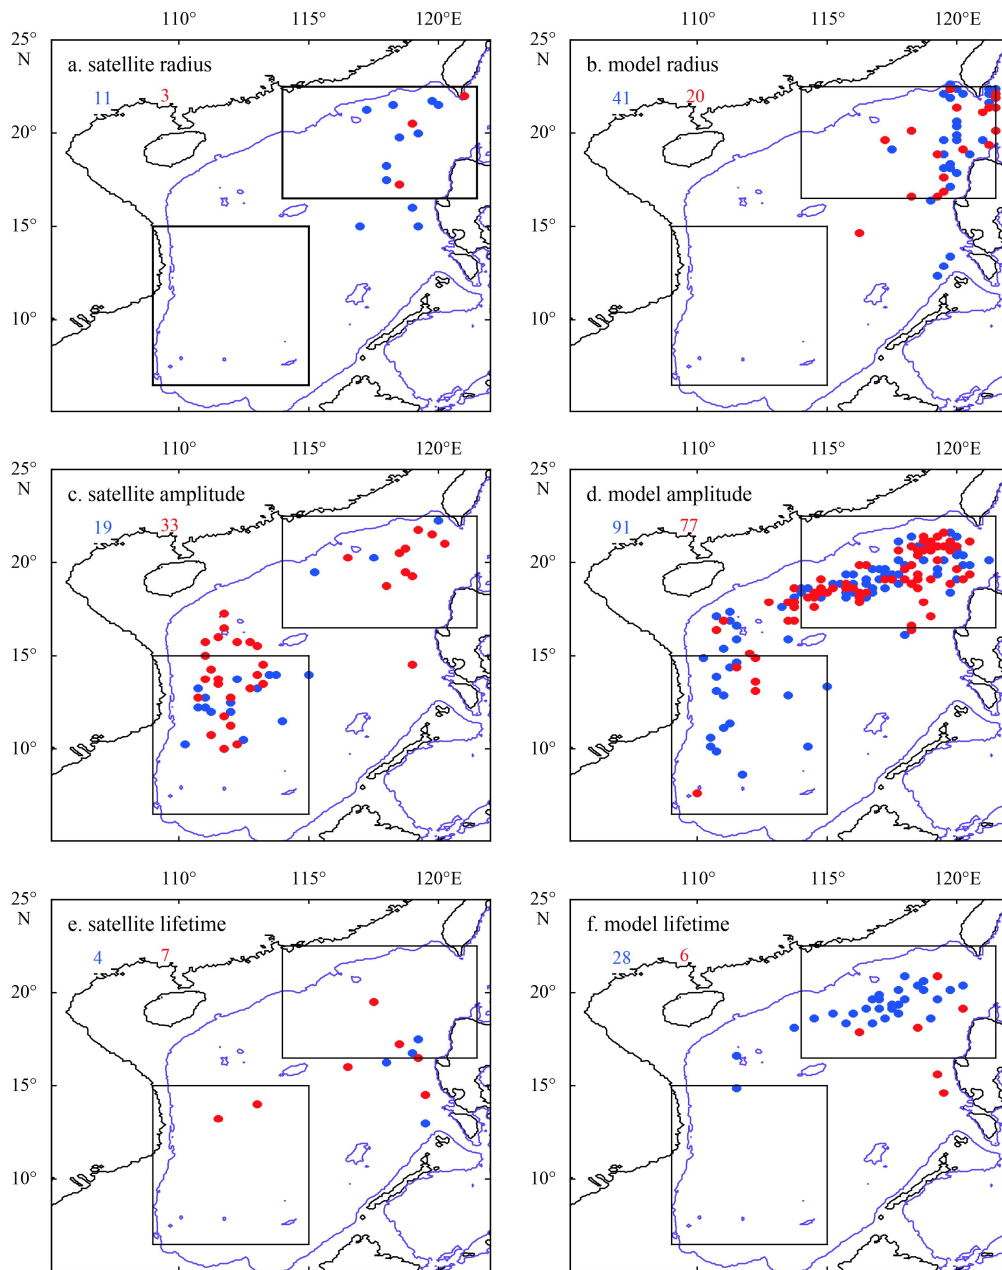 110° 115° 120°E 110° 115° 120°E
25° 25°
N a. satellite radius N b. model radius
11 3 41 20
20° 20°
15° 15°
10° 10°
110° 115° 120°E 110° 115° 120°E
25° 25°
N c. satellite amplitude N d. model amplitude
19 33 91 77
20° 20°
15° 15°
10° 10°
110° 115° 120°E 110° 115° 120°E
25° 25°
N e. satellite lifetime N f. model lifetime
4 7 28 6
20° 20°
15° 15°
10° 10°